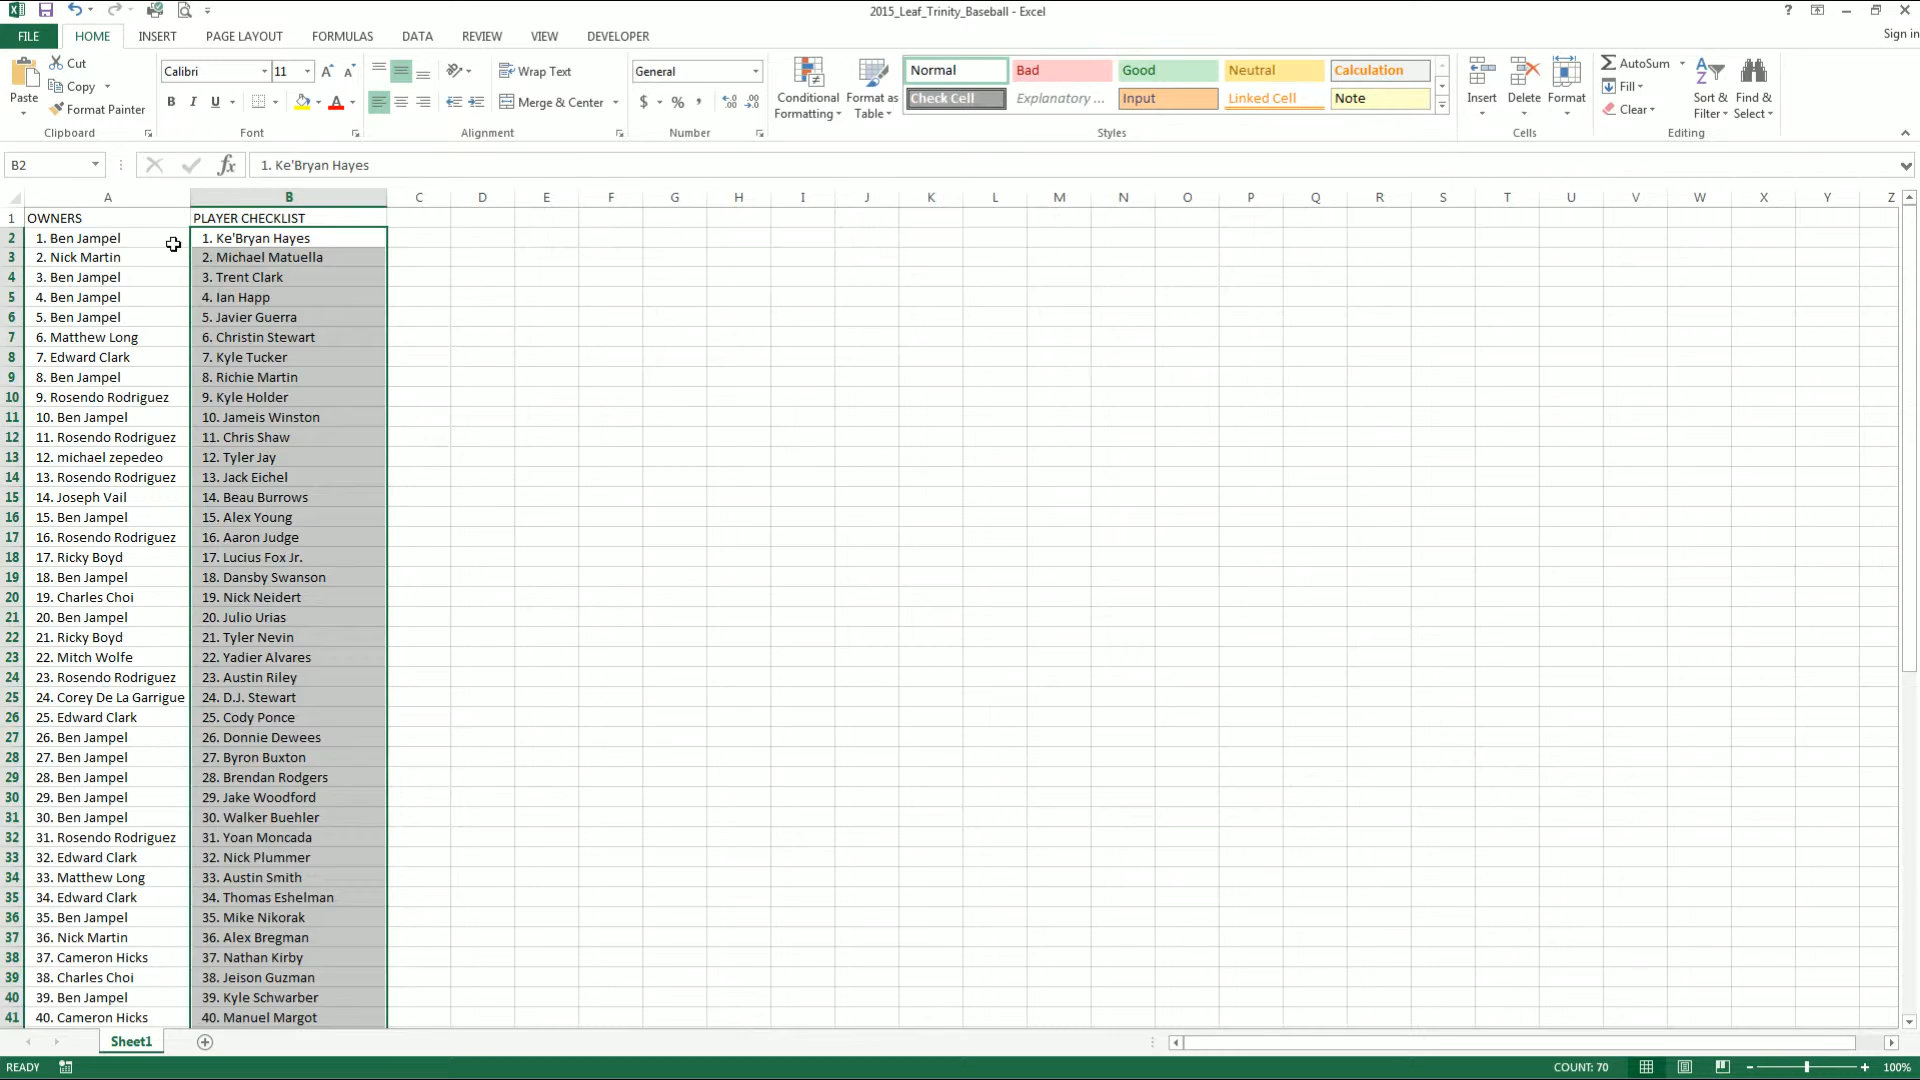 2015_Leaf_Trinity_Baseball - Excel
?
FILE HOME INSERT PAGE LAYOUT FORMULAS DATA REVIEW VIEW DEVELOPER Sign in
Paste
Cut
Copy
Format Painter
Clipboard
Calibri 11
B I U
Font
Wrap Text
Merge & Center
Alignment
General
$ % ,
Number
Conditional Formatting
Format as Table
Normal Bad Good Neutral Calculation
Check Cell Explanatory ... Input Linked Cell Note
Styles
Insert Delete Format
Cells
AutoSum
Fill
Clear
Sort & Filter
Find & Select
Editing
B2 fx 1. Ke'Bryan Hayes
A B C D E F G H I J K L M N O P Q R S T U V W X Y Z
1 OWNERS PLAYER CHECKLIST
2 1. Ben Jampel 1. Ke'Bryan Hayes
3 2. Nick Martin 2. Michael Matuella
4 3. Ben Jampel 3. Trent Clark
5 4. Ben Jampel 4. Ian Happ
6 5. Ben Jampel 5. Javier Guerra
7 6. Matthew Long 6. Christin Stewart
8 7. Edward Clark 7. Kyle Tucker
9 8. Ben Jampel 8. Richie Martin
10 9. Rosendo Rodriguez 9. Kyle Holder
11 10. Ben Jampel 10. Jameis Winston
12 11. Rosendo Rodriguez 11. Chris Shaw
13 12. michael zepedeo 12. Tyler Jay
14 13. Rosendo Rodriguez 13. Jack Eichel
15 14. Joseph Vail 14. Beau Burrows
16 15. Ben Jampel 15. Alex Young
17 16. Rosendo Rodriguez 16. Aaron Judge
18 17. Ricky Boyd 17. Lucius Fox Jr.
19 18. Ben Jampel 18. Dansby Swanson
20 19. Charles Choi 19. Nick Neidert
21 20. Ben Jampel 20. Julio Urias
22 21. Ricky Boyd 21. Tyler Nevin
23 22. Mitch Wolfe 22. Yadier Alvares
24 23. Rosendo Rodriguez 23. Austin Riley
25 24. Corey De La Garrigue 24. D.J. Stewart
26 25. Edward Clark 25. Cody Ponce
27 26. Ben Jampel 26. Donnie Dewees
28 27. Ben Jampel 27. Byron Buxton
29 28. Ben Jampel 28. Brendan Rodgers
30 29. Ben Jampel 29. Jake Woodford
31 30. Ben Jampel 30. Walker Buehler
32 31. Rosendo Rodriguez 31. Yoan Moncada
33 32. Edward Clark 32. Nick Plummer
34 33. Matthew Long 33. Austin Smith
35 34. Edward Clark 34. Thomas Eshelman
36 35. Ben Jampel 35. Mike Nikorak
37 36. Nick Martin 36. Alex Bregman
38 37. Cameron Hicks 37. Nathan Kirby
39 38. Charles Choi 38. Jeison Guzman
40 39. Ben Jampel 39. Kyle Schwarber
41 40. Cameron Hicks 40. Manuel Margot
Sheet1
READY COUNT: 70 100%